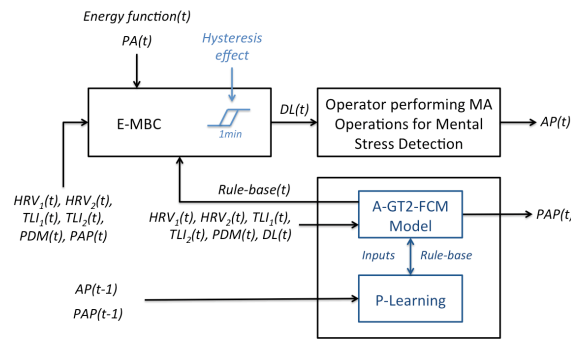 Energy function(t)
PA(t)
Hysteresis
effect
E-MBC
1min
DL(t)
Operator performing MA
Operations for Mental
Stress Detection
AP(t)
HRV₁(t), HRV₂(t),
TLI₁(t), TLI₂(t),
PDM(t), PAP(t)
Rule-base(t)
HRV₁(t), HRV₂(t), TLI₁(t),
TLI₂(t), PDM(t), DL(t)
A-GT2-FCM
Model
PAP(t,
Inputs
Rule-base
P-Learning
AP(t-1)
PAP(t-1)